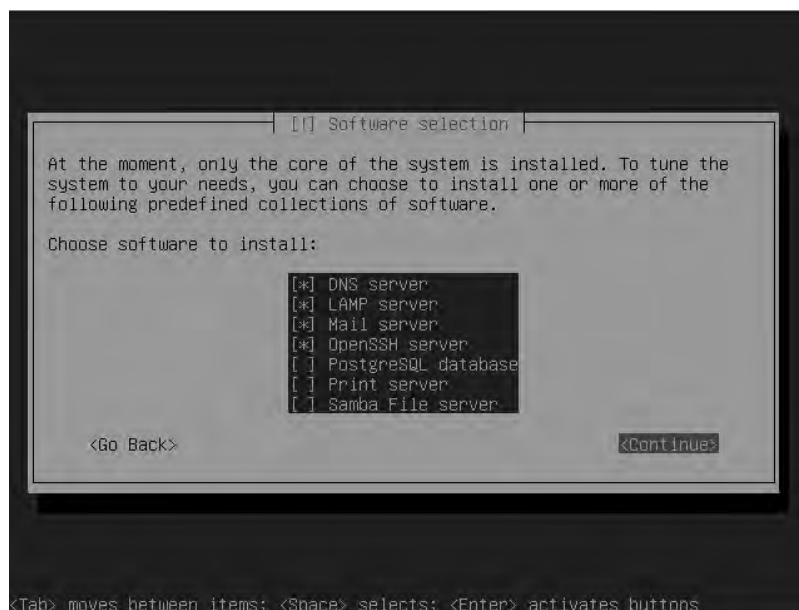 [!] Software selection
At the moment, only the core of the system is installed. To tune the
system to your needs, you can choose to install one or more of the
following predefined collections of software.
Choose software to install:
[*] DNS server
[*] LAMP server
[*] Mail server
[*] OpenSSH server
[ ] PostgreSQL database
[ ] Print server
[ ] Samba File server
<Go Back> <Continue>
<Tab> moves between items; <Space> selects; <Enter> activates buttons